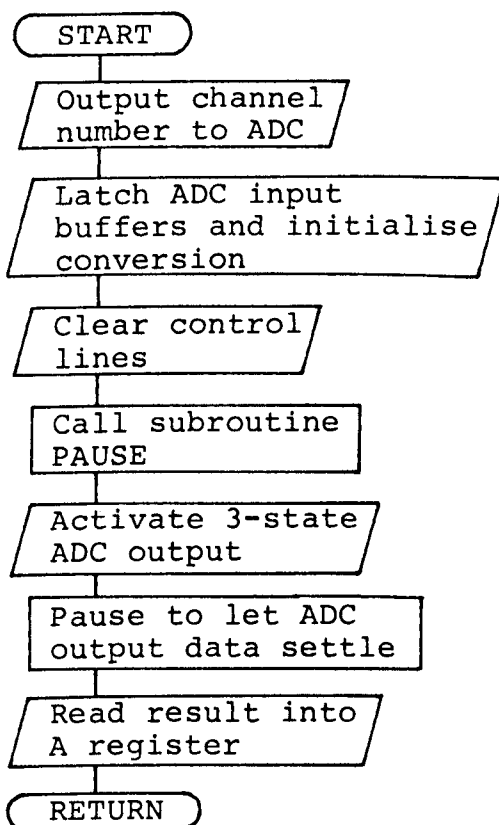 START
Output channel
number to ADC
Latch ADC input
buffers and initialise
conversion
Clear control
lines
Call subroutine
PAUSE
Activate 3-state
ADC output
Pause to let ADC
output data settle
Read result into
A register
RETURN